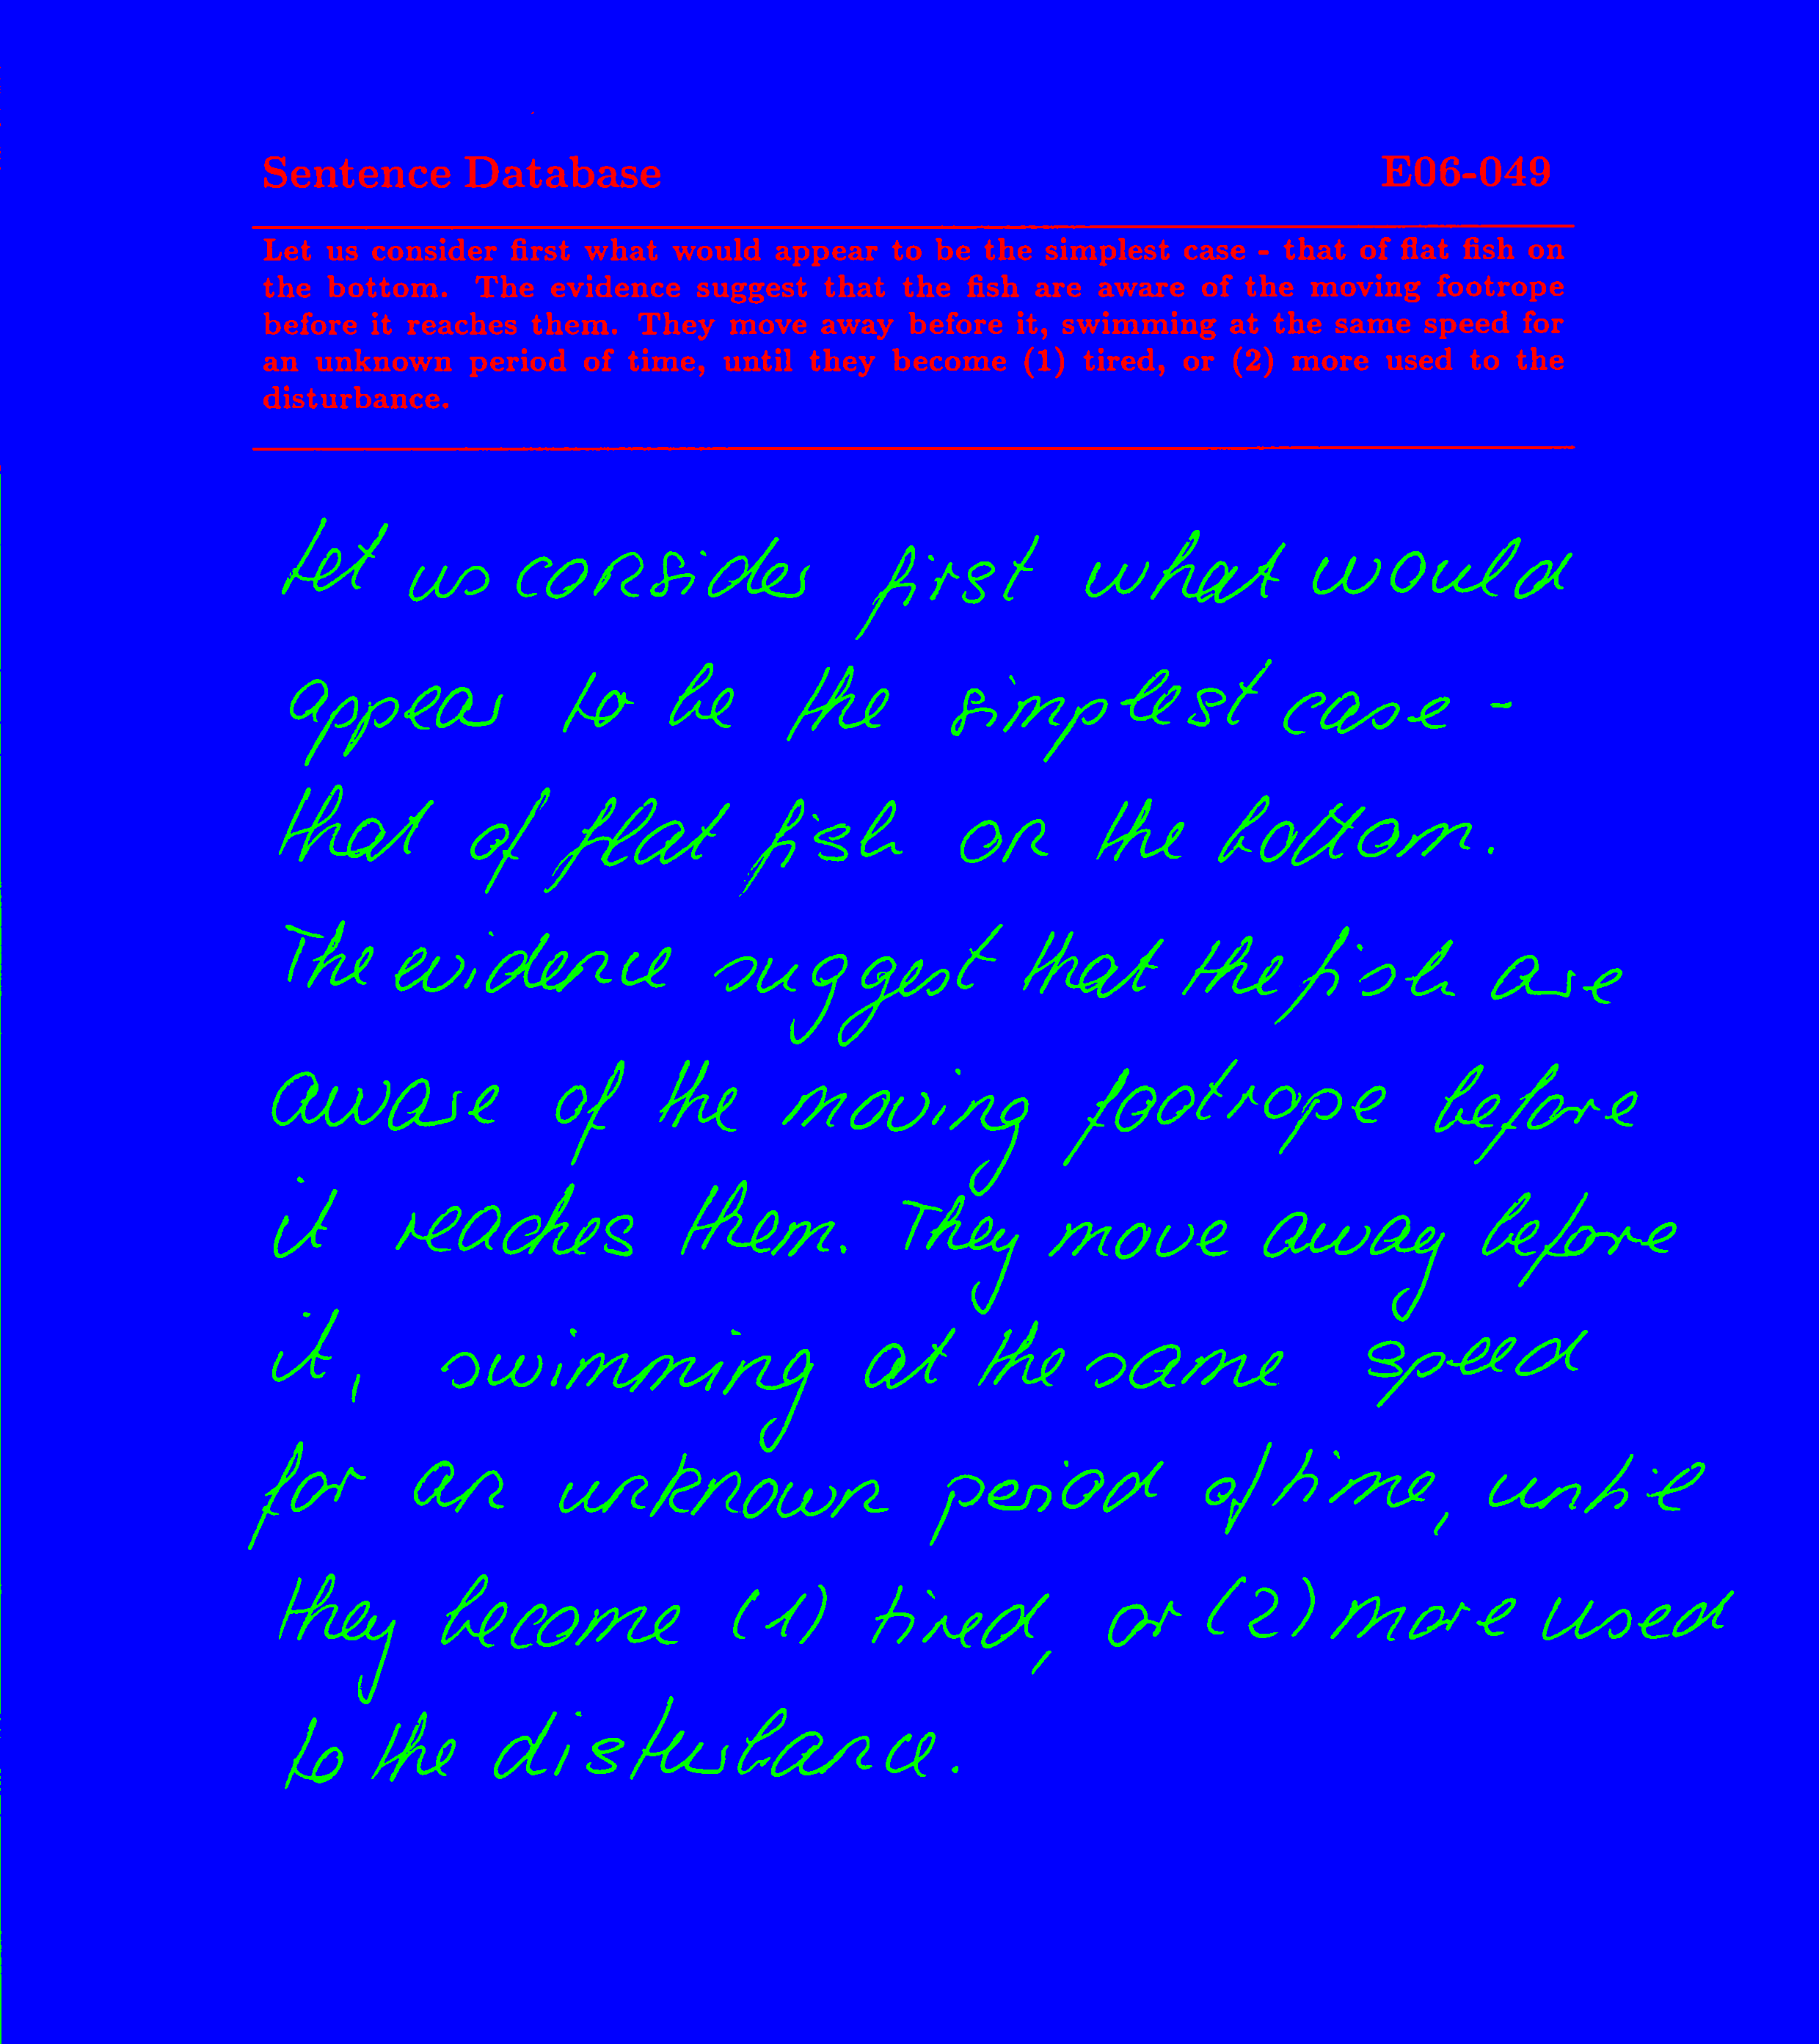 Sentence Database E06-049
Let us consider first what would appear to be the simplest case - that of flat fish on
the bottom. The evidence suggest that the fish are aware of the moving footrope
before it reaches them. They move away before it, swimming at the same speed for
an unknown period of time, until they become (1) tired, or (2) more used to the
disturbance.
Let us consider first what would
appear to be the simplest case -
that of flat fish on the bottom.
The evidence suggest that the fish are
aware of the moving footrope before
it reaches them. They move away before
it, swimming at the same speed
for an unknown period of time, until
they become (1) tired, or (2) more used
to the disturbance.